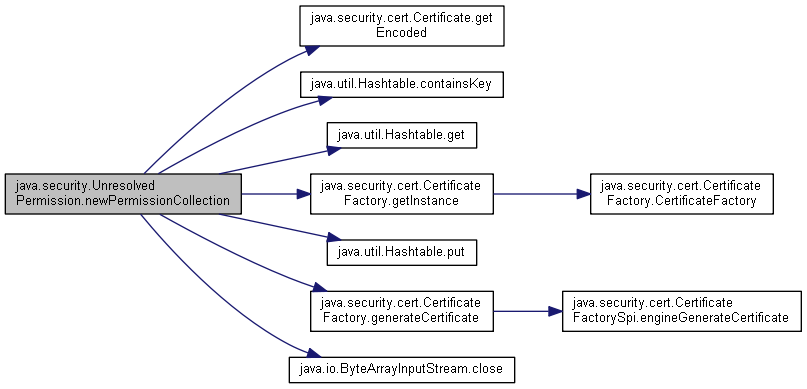 java.security.cert.Certificate.get
Encoded
java.util.Hashtable.containsKey
java.util.Hashtable.get
java.security.Unresolved
Permission.newPermissionCollection
java.security.cert.Certificate
Factory.getInstance
java.security.cert.Certificate
Factory.CertificateFactory
java.util.Hashtable.put
java.security.cert.Certificate
Factory.generateCertificate
java.security.cert.Certificate
FactorySpi.engineGenerateCertificate
java.io.ByteArrayInputStream.close